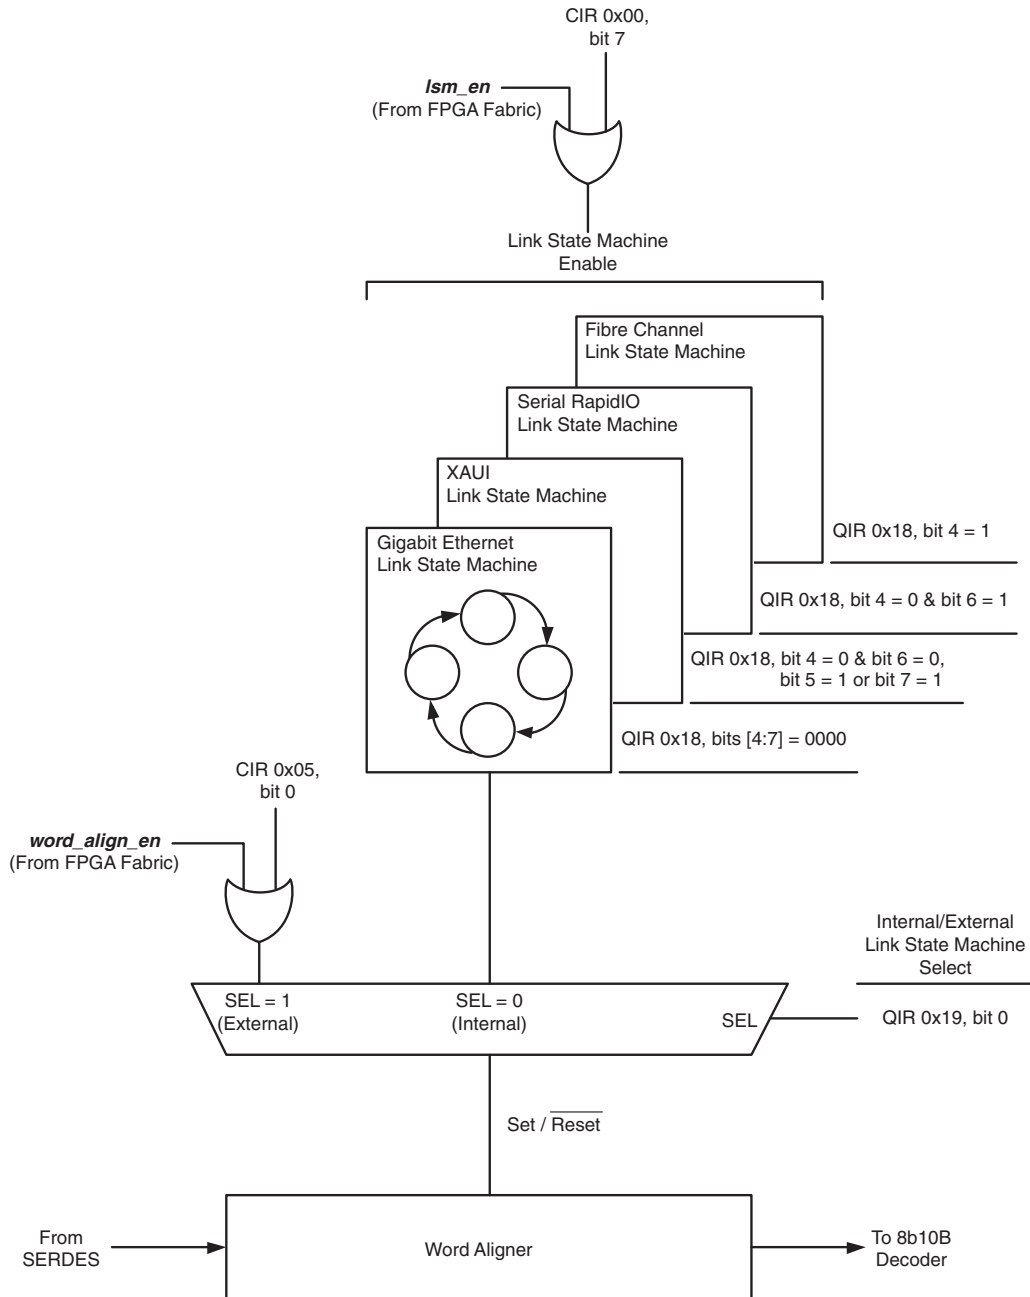 CIR 0x00,
bit 7
lsm_en
(From FPGA Fabric)
Link State Machine
Enable
Fibre Channel
Link State Machine
Serial RapidIO
Link State Machine
XAUI
Link State Machine
Gigabit Ethernet
Link State Machine
QIR 0x18, bit 4 = 1
QIR 0x18, bit 4 = 0 & bit 6 = 1
QIR 0x18, bit 4 = 0 & bit 6 = 0,
bit 5 = 1 or bit 7 = 1
QIR 0x18, bits [4:7] = 0000
CIR 0x05,
bit 0
word_align_en
(From FPGA Fabric)
Internal/External
Link State Machine
Select
SEL = 1
(External)
SEL = 0
(Internal)
SEL
QIR 0x19, bit 0
Set / Reset
From
SERDES
Word Aligner
To 8b10B
Decoder